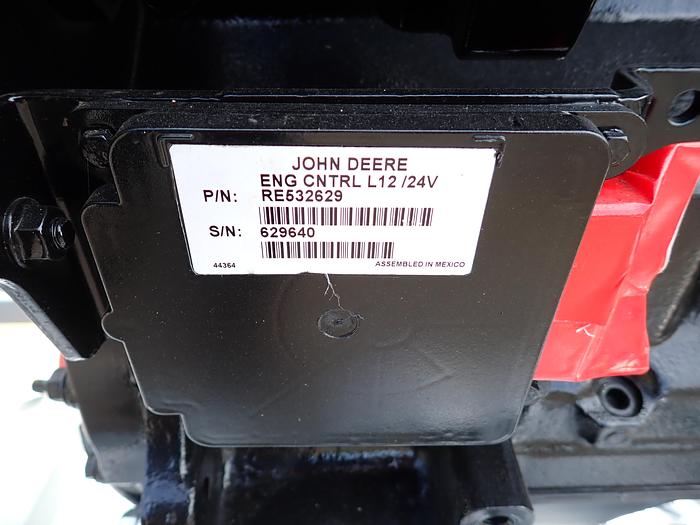 JOHN DEERE
ENG CNTRL L12 /24V
P/N: RE532629
S/N: 629640
44364 ASSEMBLED IN MEXICO